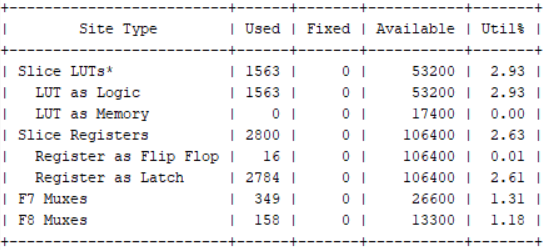 +----------------------------+------+-------+-----------+-------+
|          Site Type         | Used | Fixed | Available | Util% |
+----------------------------+------+-------+-----------+-------+
| Slice LUTs*                | 1563 |     0 |     53200 |  2.93 |
|   LUT as Logic             | 1563 |     0 |     53200 |  2.93 |
|   LUT as Memory            |    0 |     0 |     17400 |  0.00 |
| Slice Registers            | 2800 |     0 |    106400 |  2.63 |
|   Register as Flip Flop    |   16 |     0 |    106400 |  0.01 |
|   Register as Latch        | 2784 |     0 |    106400 |  2.61 |
| F7 Muxes                   |  349 |     0 |     26600 |  1.31 |
| F8 Muxes                   |  158 |     0 |     13300 |  1.18 |
+----------------------------+------+-------+-----------+-------+